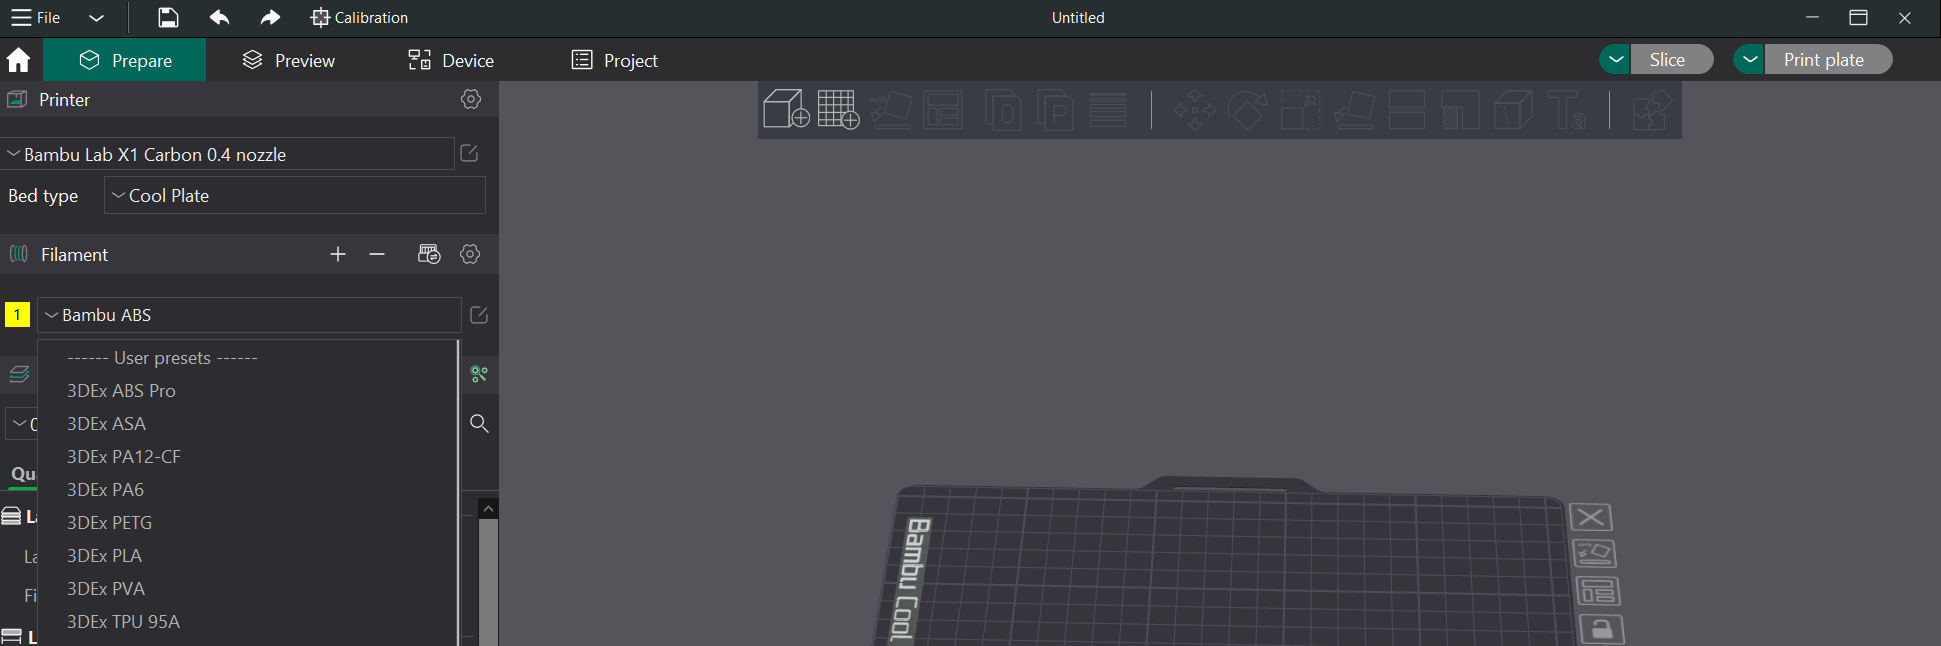 File
Calibration
Untitled
Prepare
Preview
Device
Project
Slice
Print plate
Printer
Bambu Lab X1 Carbon 0.4 nozzle
Bed type
Cool Plate
Filament
1
Bambu ABS
------ User presets ------
3DEx ABS Pro
3DEx ASA
3DEx PA12-CF
3DEx PA6
3DEx PETG
3DEx PLA
3DEx PVA
3DEx TPU 95A
Qu
La
La
Fi
L
Bambu Cool